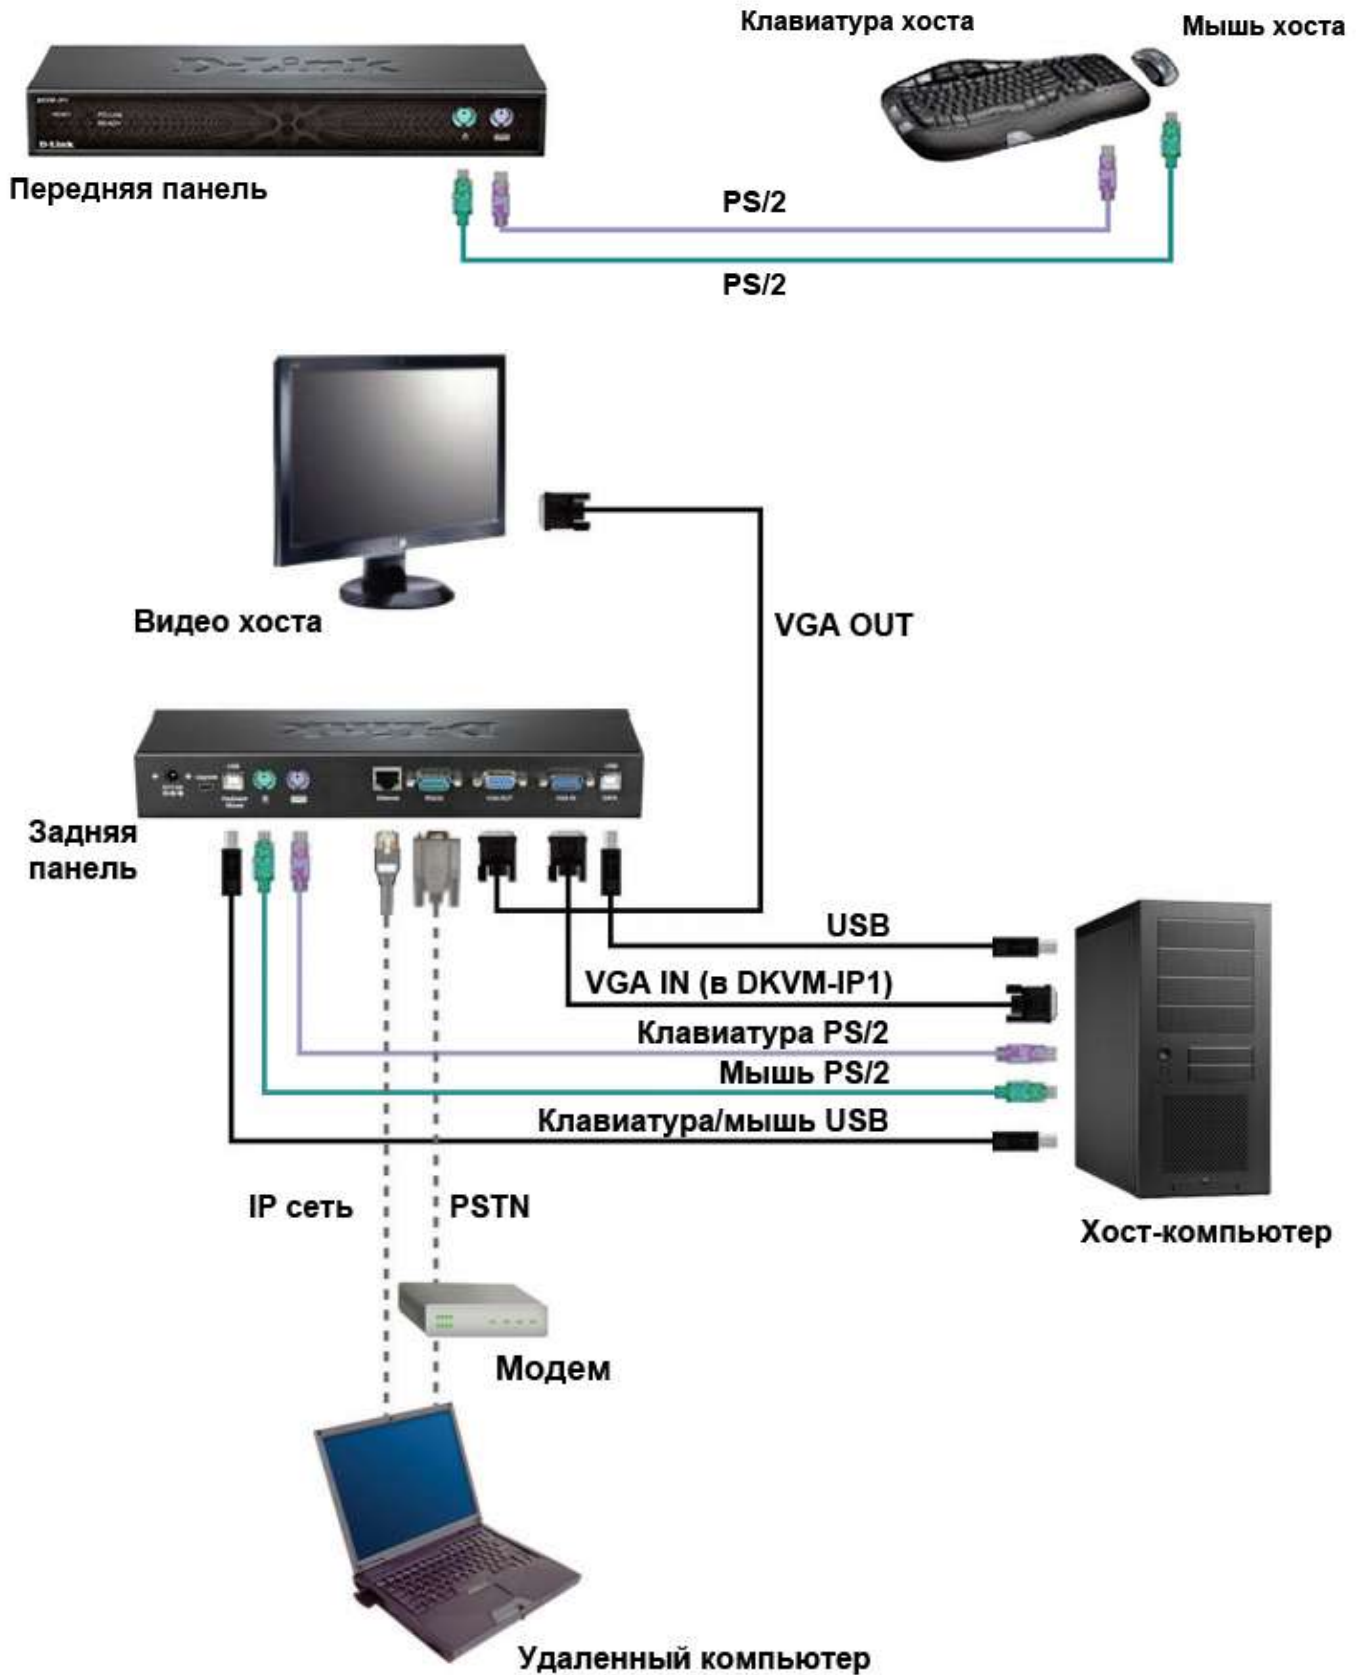 Клавиатура хоста
Мышь хоста
D-Link
Передняя панель
PS/2
PS/2
Видео хоста
VGA OUT
Задняя
панель
USB
VGA IN (в DKVM-IP1)
Клавиатура PS/2
Мышь PS/2
Клавиатура/мышь USB
IP сеть
PSTN
Хост-компьютер
Модем
Удаленный компьютер